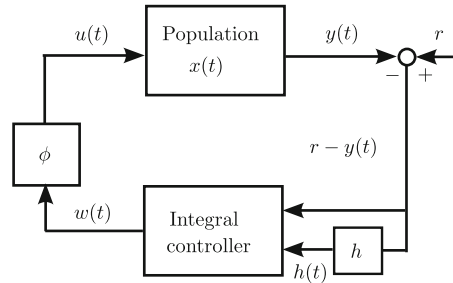 u(t)
Population
x(t)
y(t)
r
−
+
ϕ
r − y(t)
w(t)
Integral
controller
h
h(t)